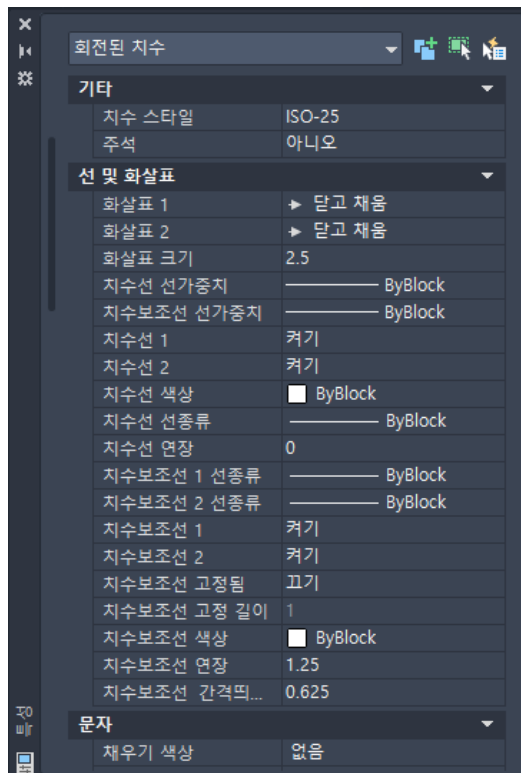 회전된 치수
기타
치수 스타일 ISO-25
주석 아니오
선 및 화살표
화살표 1 닫고 채움
화살표 2 닫고 채움
화살표 크기 2.5
치수선 선가중치 ByBlock
치수보조선 선가중치 ByBlock
치수선 1 켜기
치수선 2 켜기
치수선 색상 ByBlock
치수선 선종류 ByBlock
치수선 연장 0
치수보조선 1 선종류 ByBlock
치수보조선 2 선종류 ByBlock
치수보조선 1 켜기
치수보조선 2 켜기
치수보조선 고정됨 끄기
치수보조선 고정 길이 1
치수보조선 색상 ByBlock
치수보조선 연장 1.25
치수보조선 간격띄... 0.625
문자
채우기 색상 없음
특성